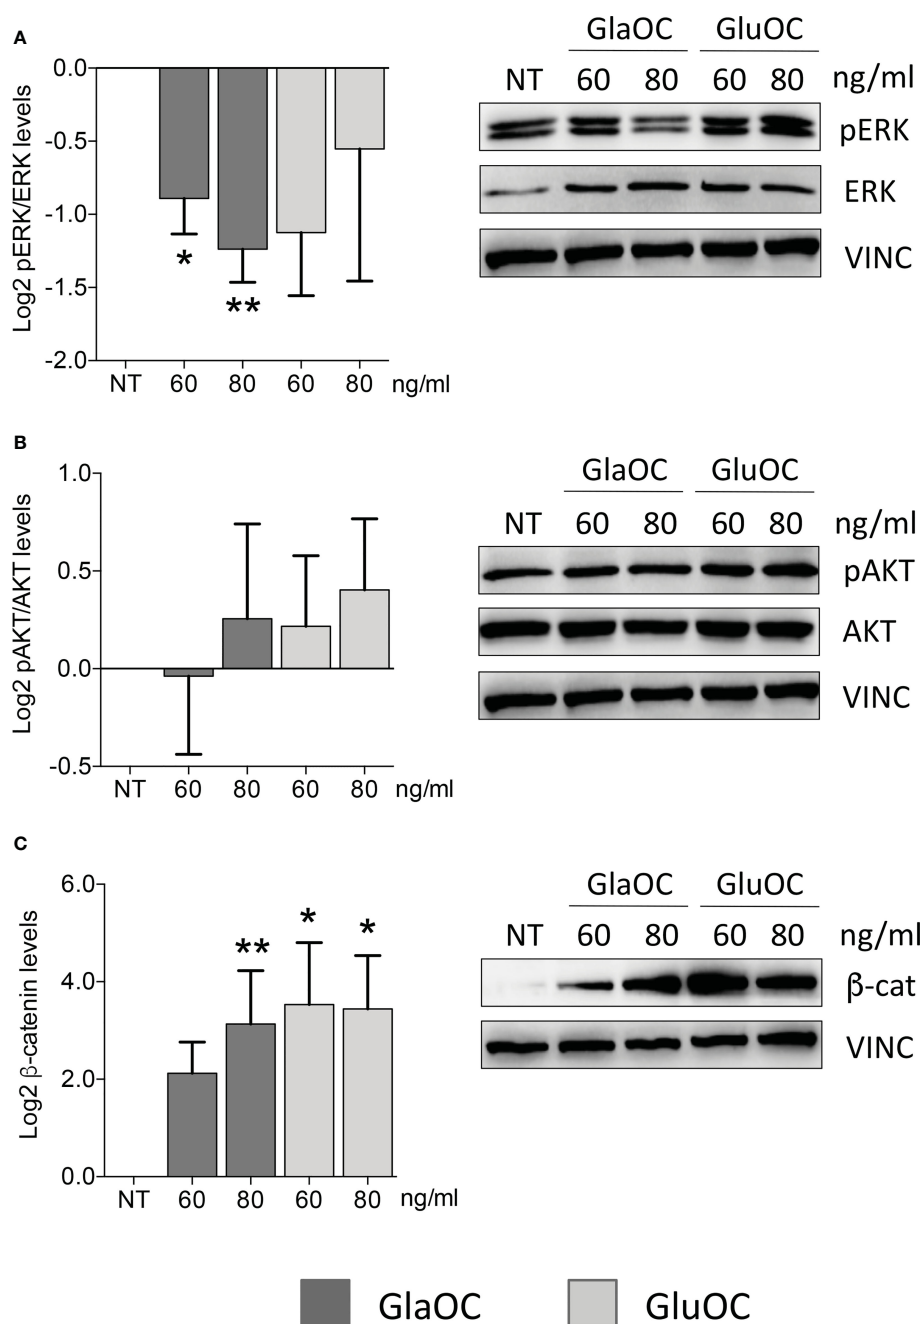 A
GlaOC GluOC
NT 60 80 60 80 ng/ml
pERK
ERK
VINC
Log2 pERK/ERK levels
0.0
-0.5
-1.0
-1.5
-2.0
* **
NT 60 80 60 80 ng/ml
B
GlaOC GluOC
NT 60 80 60 80 ng/ml
pAKT
AKT
VINC
Log2 pAKT/AKT levels
1.0
0.5
0.0
-0.5
NT 60 80 60 80 ng/ml
C
GlaOC GluOC
NT 60 80 60 80 ng/ml
β-cat
VINC
Log2 β-catenin levels
6.0
4.0
2.0
0.0
** * *
NT 60 80 60 80 ng/ml
GlaOC GluOC